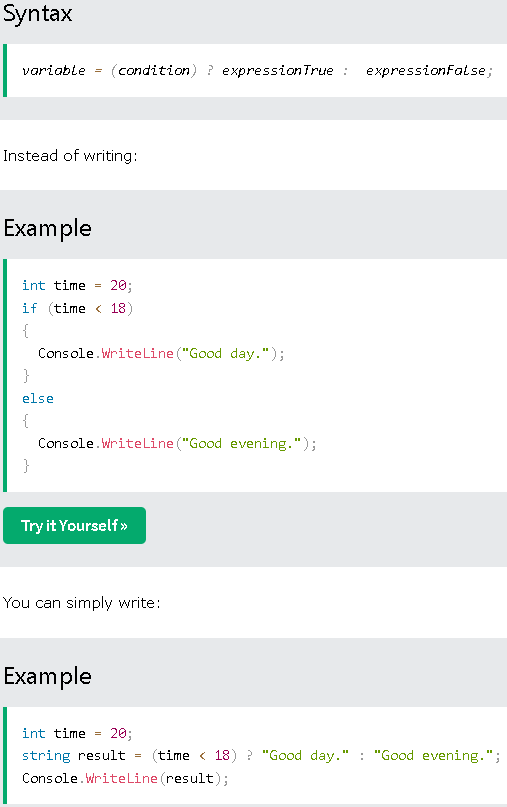 Syntax
variable = (condition) ? expressionTrue :  expressionFalse;
Instead of writing:
Example
int time = 20;
if (time < 18)
{
  Console.WriteLine("Good day.");
}
else
{
  Console.WriteLine("Good evening.");
}
Try it Yourself »
You can simply write:
Example
int time = 20;
string result = (time < 18) ? "Good day." : "Good evening.";
Console.WriteLine(result);